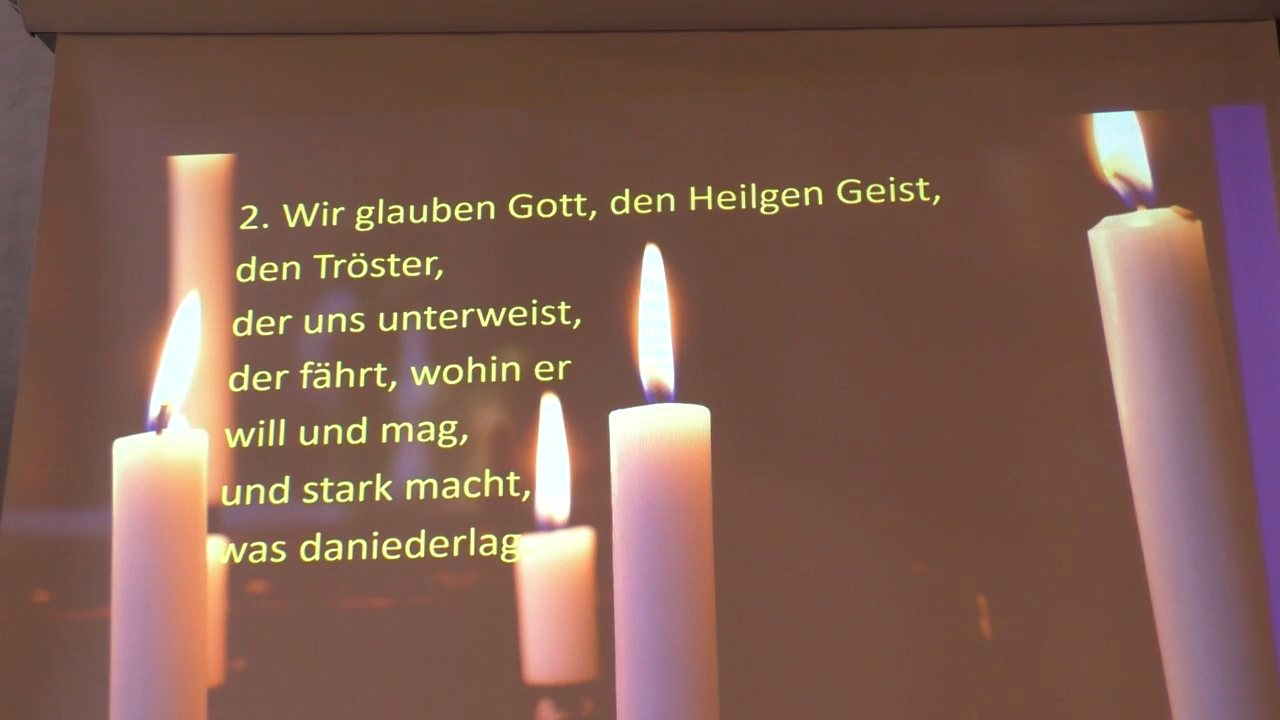 2. Wir glauben Gott, den Heilgen Geist,
den Tröster,
der uns unterweist,
der fährt, wohin er
will und mag,
und stark macht,
was daniederlag